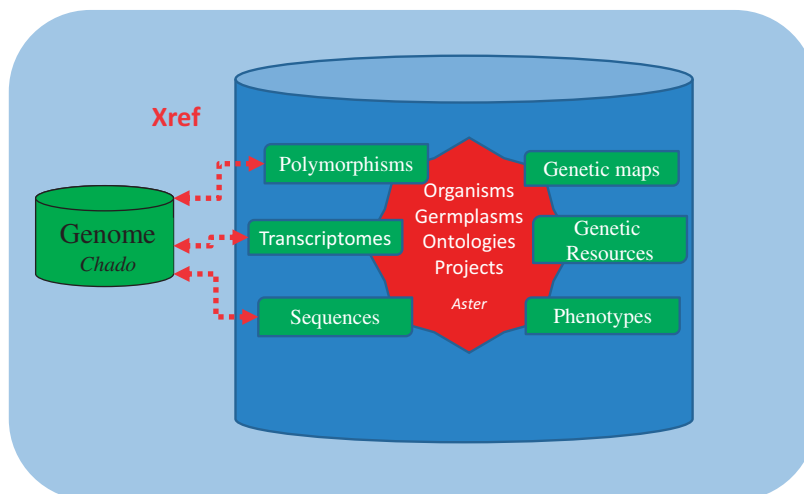 Xref
Polymorphisms
Genetic maps
Organisms
Germplasms
Ontologies
Projects
Aster
Transcriptomes
Genetic
Resources
Genome
Chado
Sequences
Phenotypes